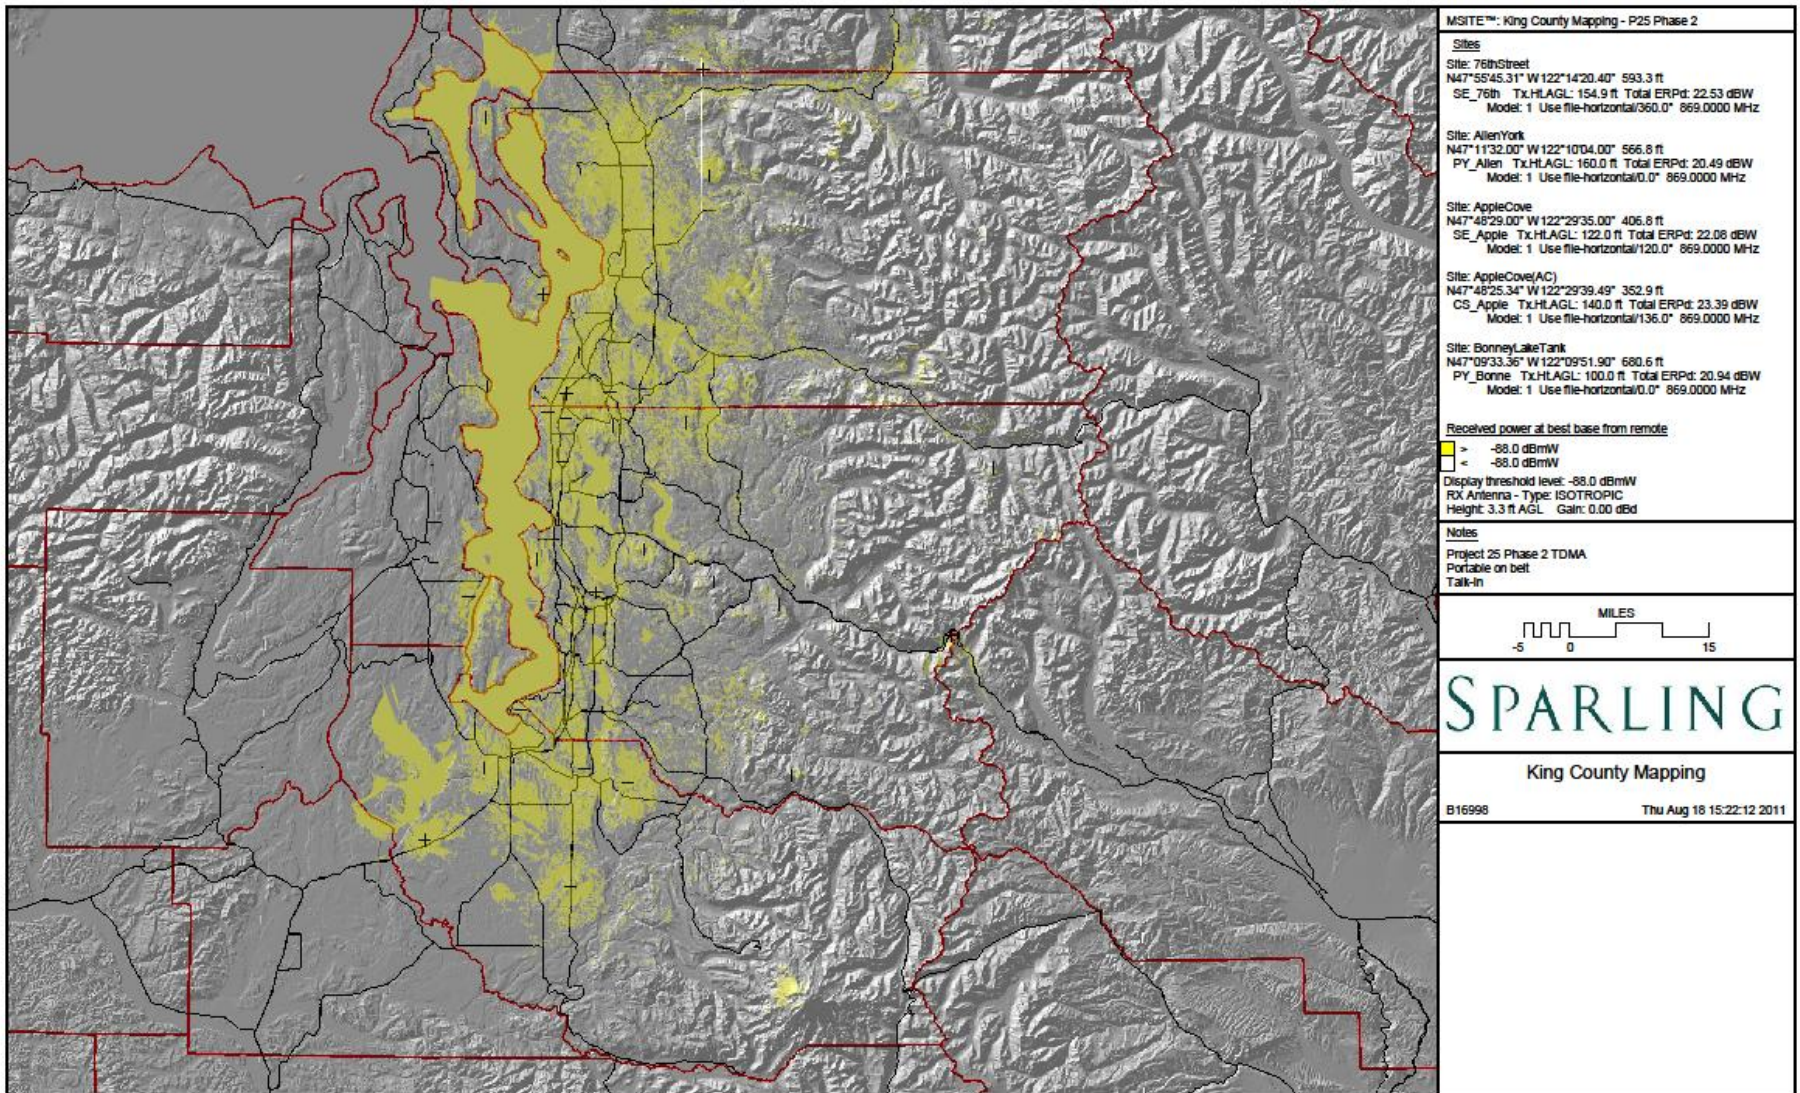 MSITE™: King County Mapping - P25 Phase 2
Sites
Site: 76thStreet
N47°55'45.31" W122°14'20.40" 593.3 ft
SE_76th Tx.Ht.AGL: 154.9 ft Total ERPd: 22.53 dBW
Model: 1 Use file-horizontal/360.0° 869.0000 MHz
Site: AllenYork
N47°11'32.00" W122°10'04.00" 566.8 ft
PY_Allen Tx.Ht.AGL: 160.0 ft Total ERPd: 20.49 dBW
Model: 1 Use file-horizontal/0.0° 869.0000 MHz
Site: AppleCove
N47°48'29.00" W122°29'35.00" 406.8 ft
SE_Apple Tx.Ht.AGL: 122.0 ft Total ERPd: 22.08 dBW
Model: 1 Use file-horizontal/120.0° 869.0000 MHz
Site: AppleCove(AC)
N47°48'25.34" W122°29'39.49" 352.9 ft
CS_Apple Tx.Ht.AGL: 140.0 ft Total ERPd: 23.39 dBW
Model: 1 Use file-horizontal/136.0° 869.0000 MHz
Site: BonneyLakeTank
N47°09'33.36" W122°09'51.90" 680.6 ft
PY_Bonne Tx.Ht.AGL: 100.0 ft Total ERPd: 20.94 dBW
Model: 1 Use file-horizontal/0.0° 869.0000 MHz
Received power at best base from remote
> -88.0 dBmW
< -88.0 dBmW
Display threshold level: -88.0 dBmW
RX Antenna - Type: ISOTROPIC
Height: 3.3 ft AGL Gain: 0.00 dBd
Notes
Project 25 Phase 2 TDMA
Portable on belt
Talk-in
MILES
-5 0 15
SPARLING
King County Mapping
B16998 Thu Aug 18 15:22:12 2011